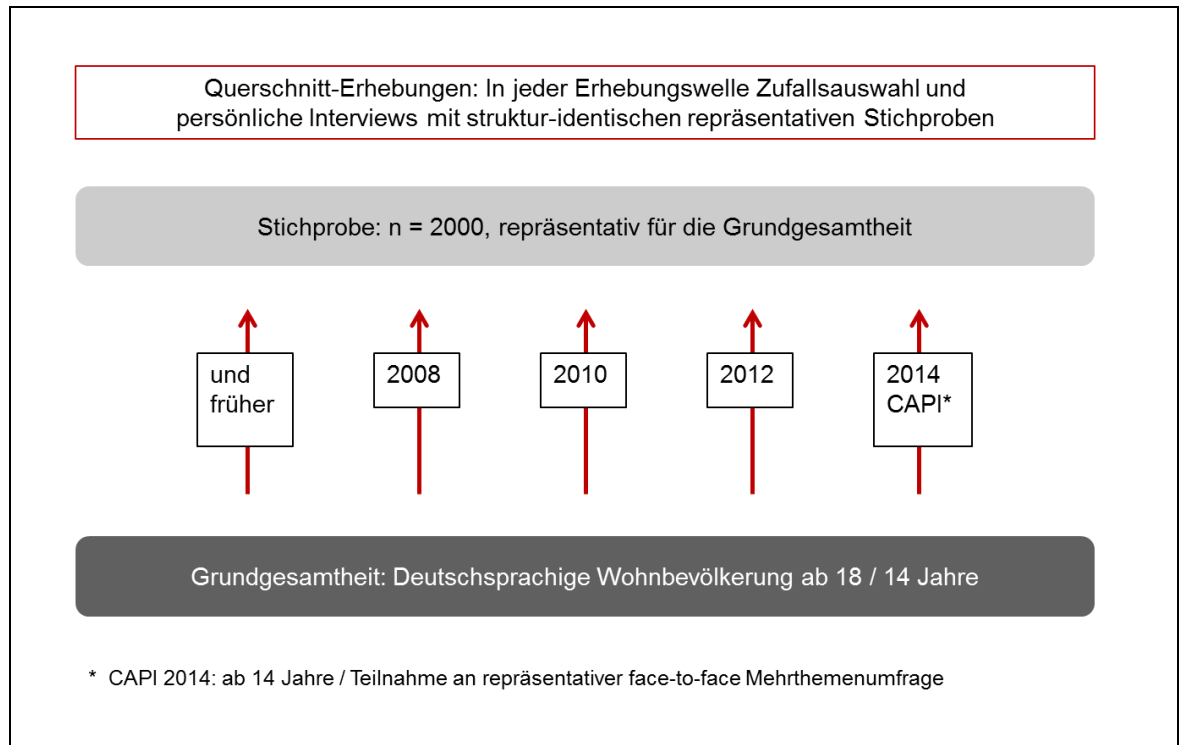 Querschnitt-Erhebungen: In jeder Erhebungswelle Zufallsauswahl und
persönliche Interviews mit struktur-identischen repräsentativen Stichproben
Stichprobe: n = 2000, repräsentativ für die Grundgesamtheit
und
früher
2008
2010
2012
2014
CAPI*
Grundgesamtheit: Deutschsprachige Wohnbevölkerung ab 18 / 14 Jahre
* CAPI 2014: ab 14 Jahre / Teilnahme an repräsentativer face-to-face Mehrthemenumfrage